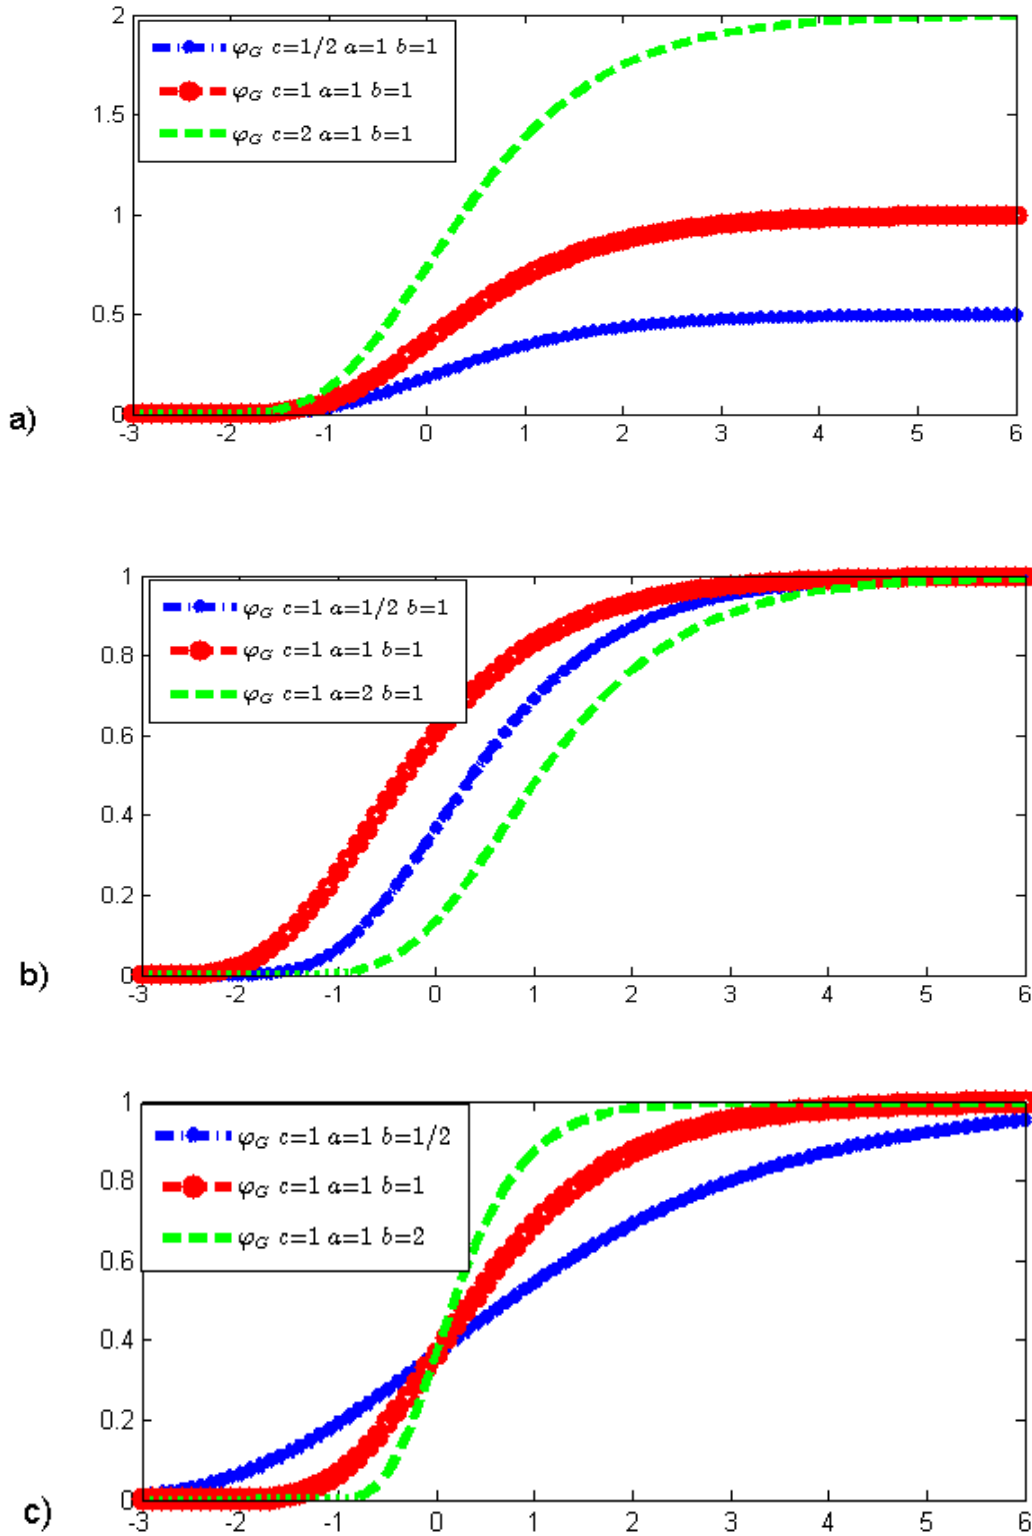 2
1.5
1
0.5
0
φG c=1/2 a=1 b=1
φG c=1 a=1 b=1
φG c=2 a=1 b=1
-3 -2 -1 0 1 2 3 4 5 6
a)
1
0.8
0.6
0.4
0.2
0
φG c=1 a=1/2 b=1
φG c=1 a=1 b=1
φG c=1 a=2 b=1
-3 -2 -1 0 1 2 3 4 5 6
b)
1
0.8
0.6
0.4
0.2
0
φG c=1 a=1 b=1/2
φG c=1 a=1 b=1
φG c=1 a=1 b=2
-3 -2 -1 0 1 2 3 4 5 6
c)